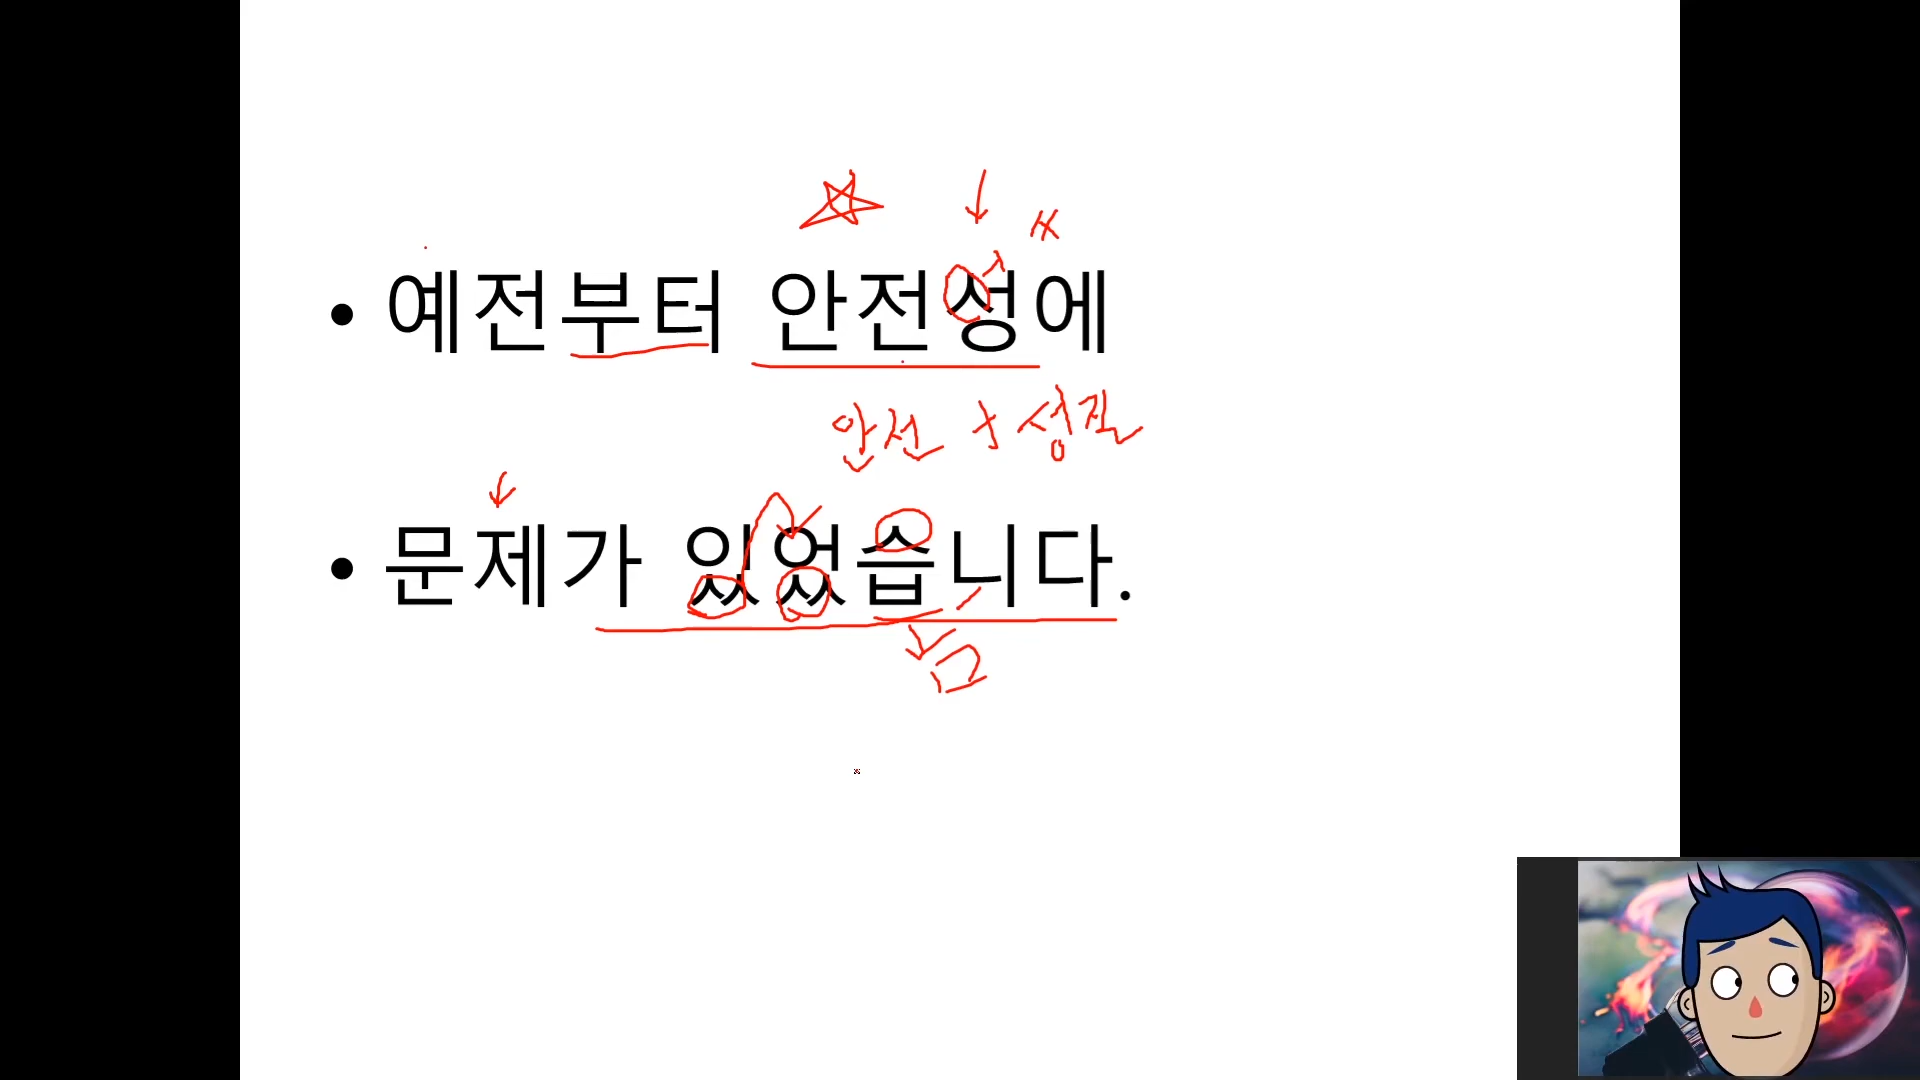 ㅆ
• 예전부터 안전성에
안전 + 성질
• 문제가 있었습니다.
ㅁ